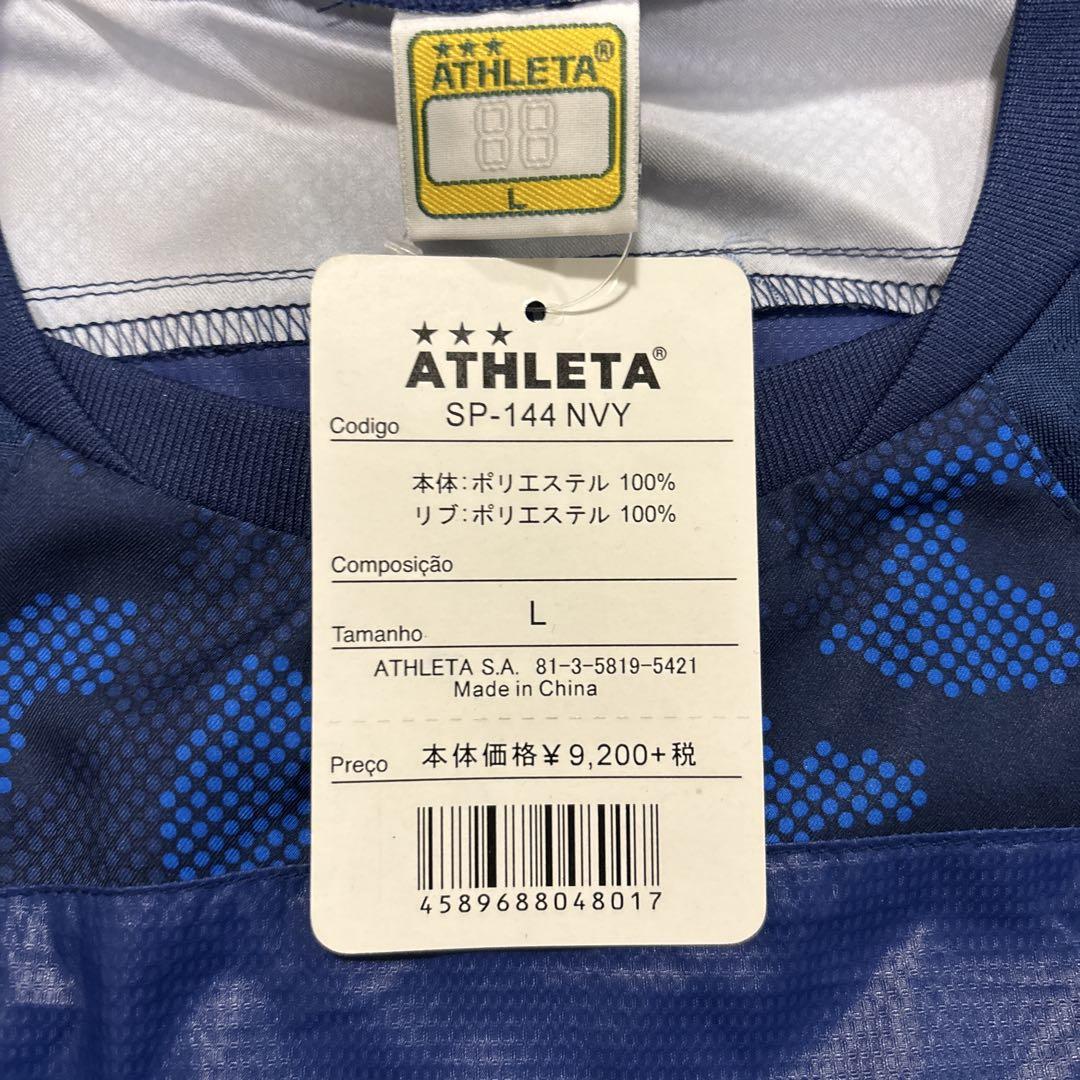 ★★★
ATHLETA®
88
L
★★★
ATHLETA®
Codigo SP-144 NVY
本体:ポリエステル 100%
リブ:ポリエステル 100%
Composição
Tamanho L
ATHLETA S.A. 81-3-5819-5421
Made in China
Preço 本体価格¥9,200+税
4589688048017